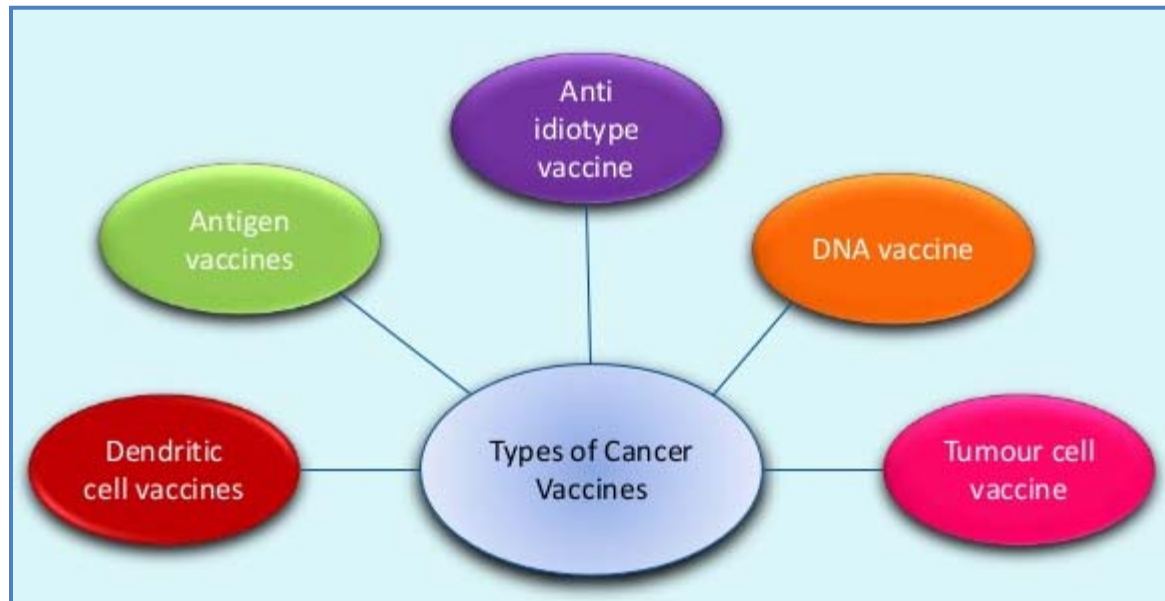 Anti
idiotype
vaccine
Antigen
vaccines
DNA vaccine
Dendritic
cell vaccines
Types of Cancer
Vaccines
Tumour cell
vaccine